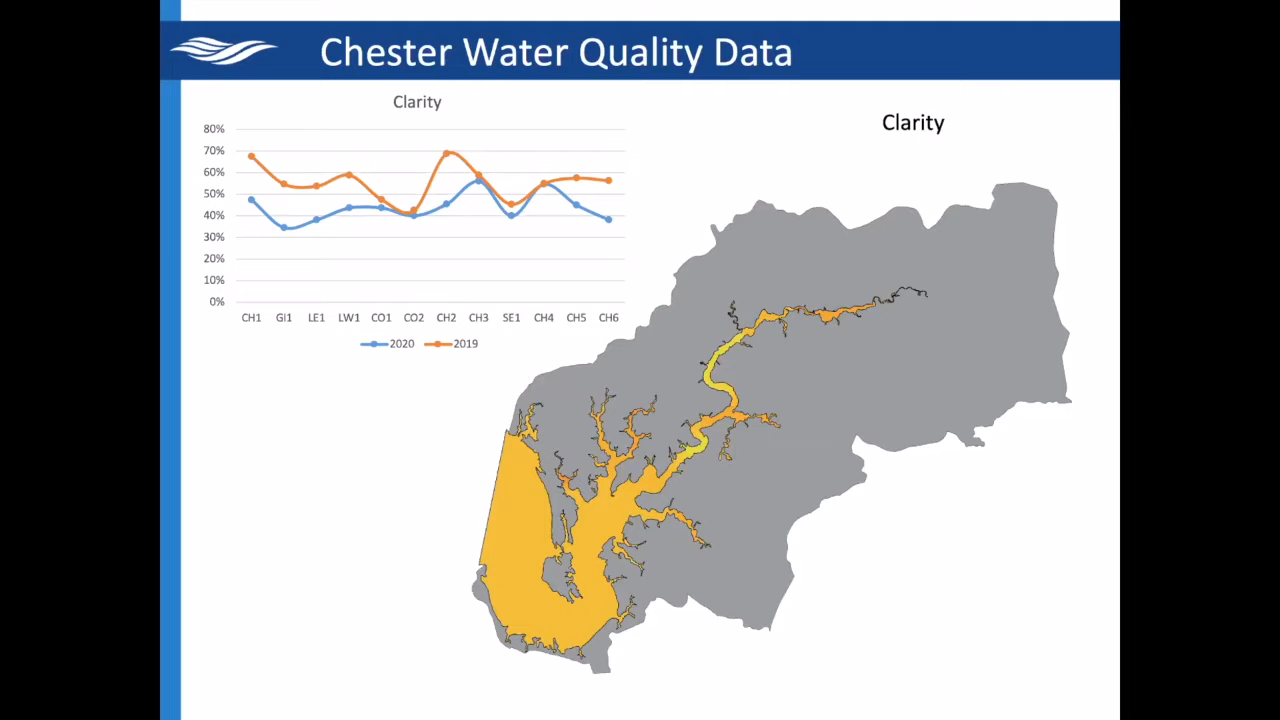 Chester Water Quality Data
Clarity
80%
70%
60%
50%
40%
30%
20%
10%
0%
CH1 GI1 LE1 LW1 CO1 CO2 CH2 CH3 SE1 CH4 CH5 CH6
2020 2019
Clarity